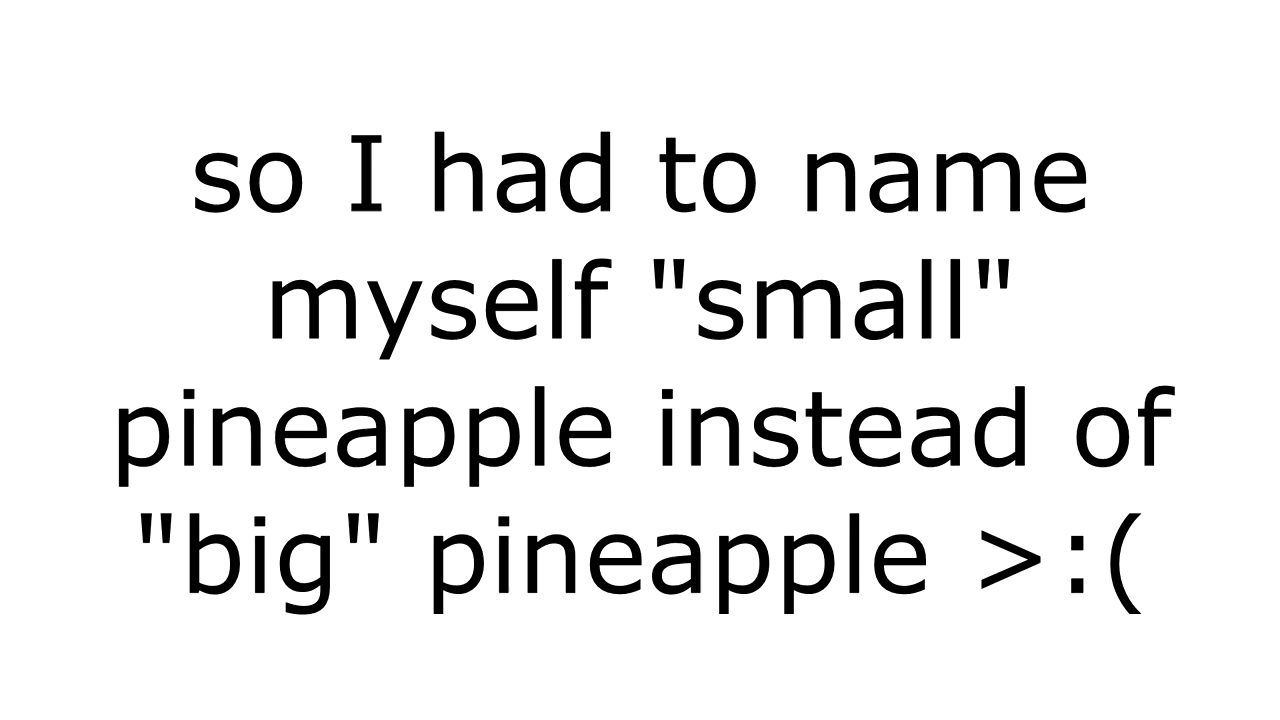 so I had to name
myself "small"
pineapple instead of
"big" pineapple >:(